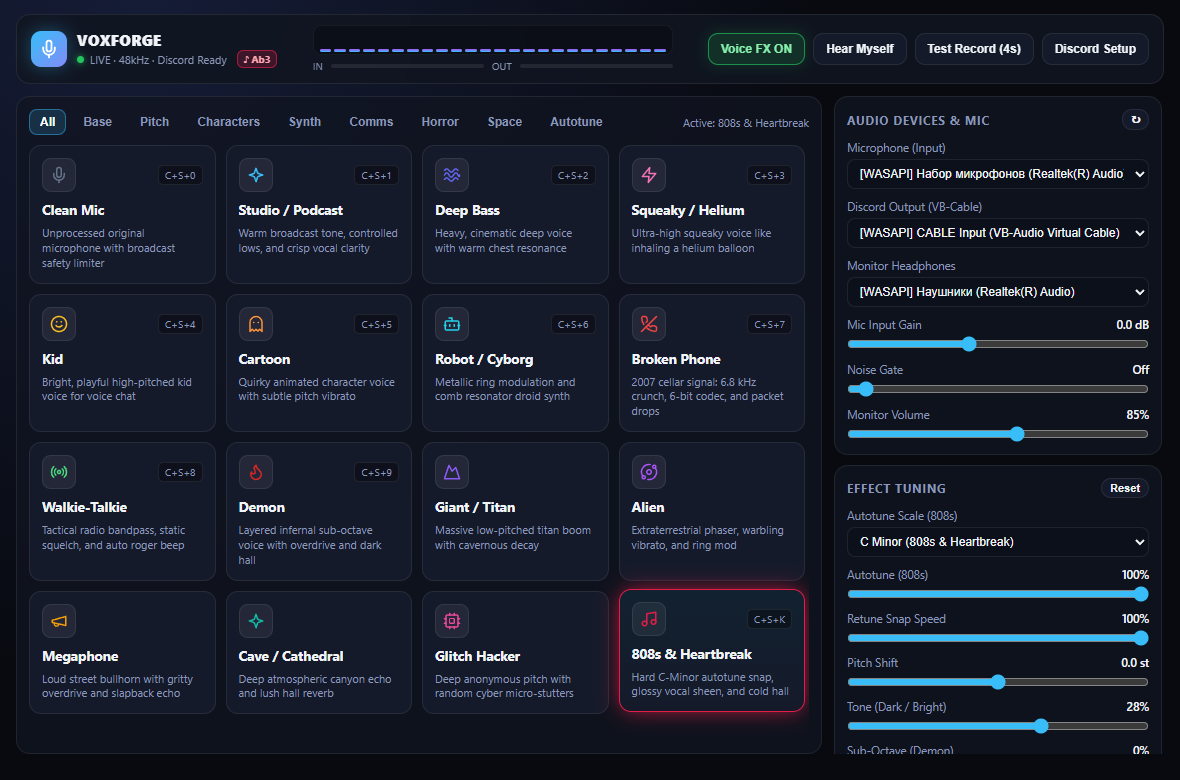 VOXFORGE
LIVE · 48kHz · Discord Ready
♪ Ab3
IN
OUT
Voice FX ON
Hear Myself
Test Record (4s)
Discord Setup
All
Base
Pitch
Characters
Synth
Comms
Horror
Space
Autotune
Active: 808s & Heartbreak
C+S+0
Clean Mic
Unprocessed original
microphone with broadcast
safety limiter
C+S+1
Studio / Podcast
Warm broadcast tone, controlled
lows, and crisp vocal clarity
C+S+2
Deep Bass
Heavy, cinematic deep voice
with warm chest resonance
C+S+3
Squeaky / Helium
Ultra-high squeaky voice like
inhaling a helium balloon
C+S+4
Kid
Bright, playful high-pitched kid
voice for voice chat
C+S+5
Cartoon
Quirky animated character voice
with subtle pitch vibrato
C+S+6
Robot / Cyborg
Metallic ring modulation and
comb resonator droid synth
C+S+7
Broken Phone
2007 cellar signal: 6.8 kHz
crunch, 6-bit codec, and packet
drops
C+S+8
Walkie-Talkie
Tactical radio bandpass, static
squelch, and auto roger beep
C+S+9
Demon
Layered infernal sub-octave
voice with overdrive and dark
hall
Giant / Titan
Massive low-pitched titan boom
with cavernous decay
Alien
Extraterrestrial phaser, warbling
vibrato, and ring mod
Megaphone
Loud street bullhorn with gritty
overdrive and slapback echo
Cave / Cathedral
Deep atmospheric canyon echo
and lush hall reverb
Glitch Hacker
Deep anonymous pitch with
random cyber micro-stutters
C+S+K
808s & Heartbreak
Hard C-Minor autotune snap,
glossy vocal sheen, and cold hall
AUDIO DEVICES & MIC
Microphone (Input)
[WASAPI] Набор микрофонов (Realtek(R) Audio
Discord Output (VB-Cable)
[WASAPI] CABLE Input (VB-Audio Virtual Cable)
Monitor Headphones
[WASAPI] Наушники (Realtek(R) Audio)
Mic Input Gain
0.0 dB
Noise Gate
Off
Monitor Volume
85%
EFFECT TUNING
Reset
Autotune Scale (808s)
C Minor (808s & Heartbreak)
Autotune (808s)
100%
Retune Snap Speed
100%
Pitch Shift
0.0 st
Tone (Dark / Bright)
28%
Sub-Octave (Demon)
0%